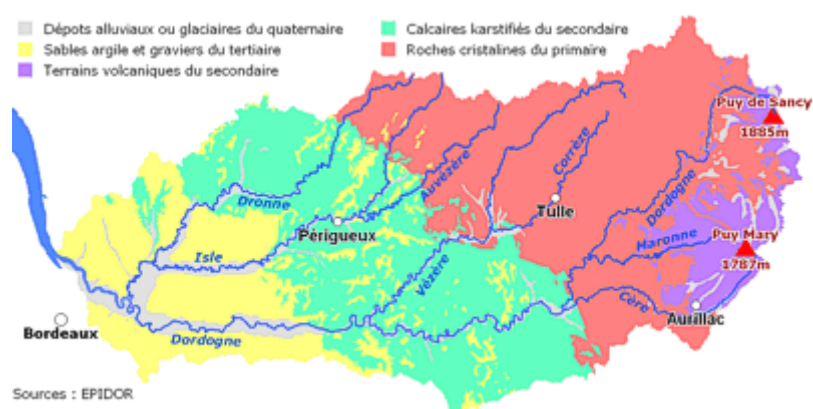 Dépôts alluviaux ou glaciaires du quaternaire
Sables argile et graviers du tertiaire
Terrains volcaniques du secondaire
Calcaires karstifiés du secondaire
Roches cristalines du primaire
Puy de Sancy
1885m
Corrèze
Auvézère
Dronne
Dordogne
Tulle
Périgueux
Haronne
Puy Mary
1787m
Isle
Vézère
Cère
Aurillac
Bordeaux
Dordogne
Sources : EPIDOR